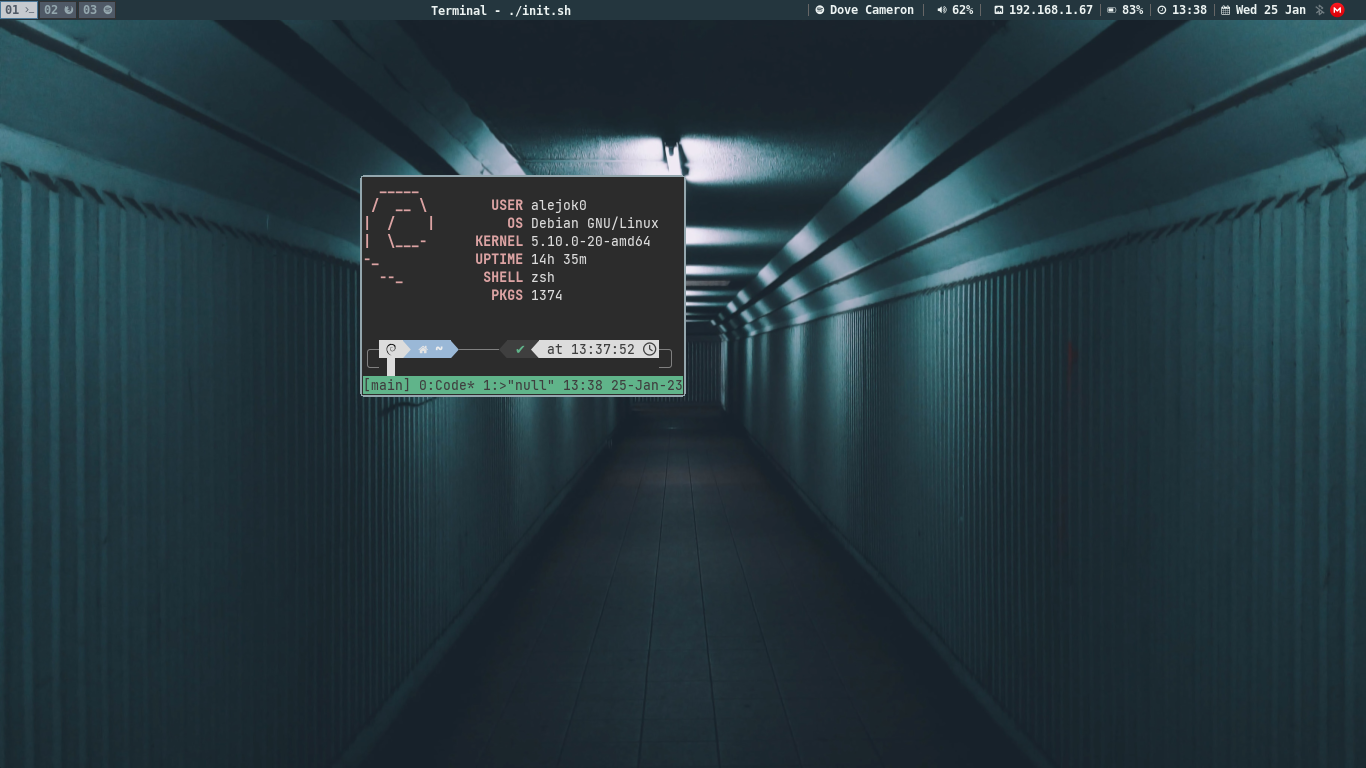 01 >_ 02 03
Terminal - ./init.sh
Dove Cameron 62% 192.168.1.67 83% 13:38 Wed 25 Jan M
USER alejok0
OS Debian GNU/Linux
KERNEL 5.10.0-20-amd64
UPTIME 14h 35m
SHELL zsh
PKGS 1374
~ ✔ at 13:37:52
[main] 0:Code* 1:>"null" 13:38 25-Jan-23